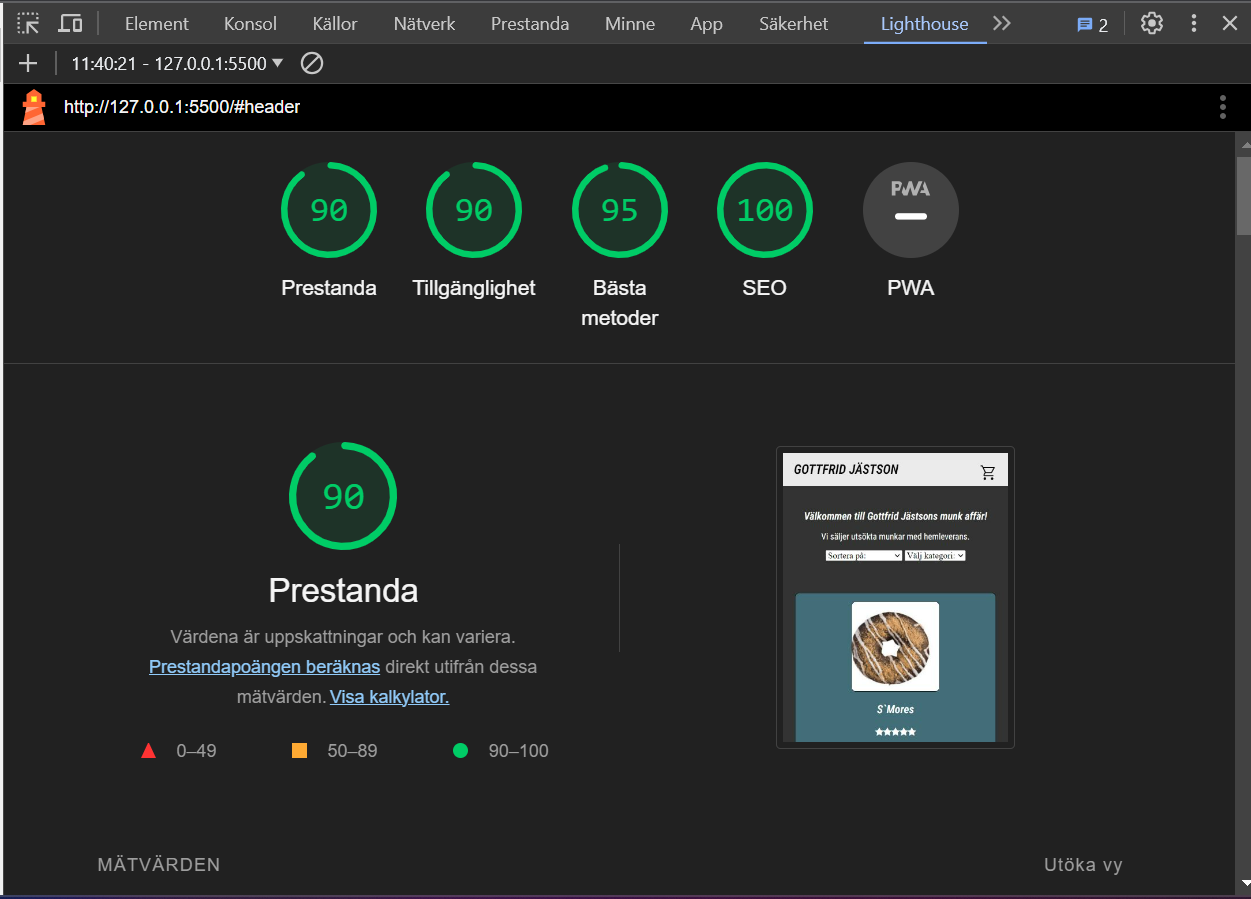 Element Konsol Källor Nätverk Prestanda Minne App Säkerhet Lighthouse 2
11:40:21 - 127.0.0.1:5500
http://127.0.0.1:5500/#header
90 90 95 100 PWA
Prestanda Tillgänglighet Bästa metoder SEO PWA
90
Prestanda
Värdena är uppskattningar och kan variera.
Prestandapoängen beräknas direkt utifrån dessa
mätvärden. Visa kalkylator.
0–49 50–89 90–100
GOTTFRID JÄSTSON
Välkommen till Gottfrid Jästsons munk affär!
Vi säljer utsökta munkar med hemleverans.
Sortera på: Välj kategori:
S`Mores
MÄTVÄRDEN Utöka vy